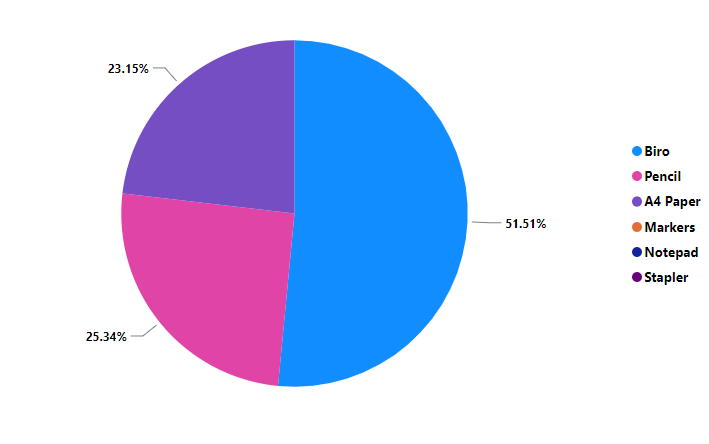 23.15%
51.51%
25.34%
Biro
Pencil
A4 Paper
Markers
Notepad
Stapler